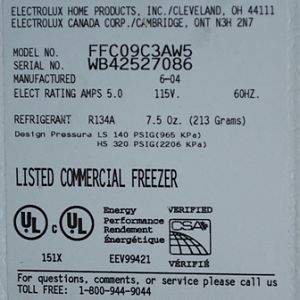 ELECTROLUX HOME PRODUCTS, INC./CLEVELAND, OH 44111
ELECTROLUX CANADA CORP./CAMBRIDGE, ONT N3H 2N7
MODEL NO. FFC09C3AW5
SERIAL NO. WB42527086
MANUFACTURED 6-04
ELECT RATING AMPS 5.0 115V. 60HZ.
REFRIGERANT R134A 7.5 Oz. (213 Grams)
Design Pressure LS 140 PSIG(965 KPa)
HS 320 PSIG(2206 KPa)
LISTED COMMERCIAL FREEZER
UL UL
151X
Energy
Performance
Rendement
Énergétique
EEV99421
VERIFIED
CSA
VÉRIFIÉ
For questions, comments, or service please call us
TOLL FREE: 1-800-944-9044